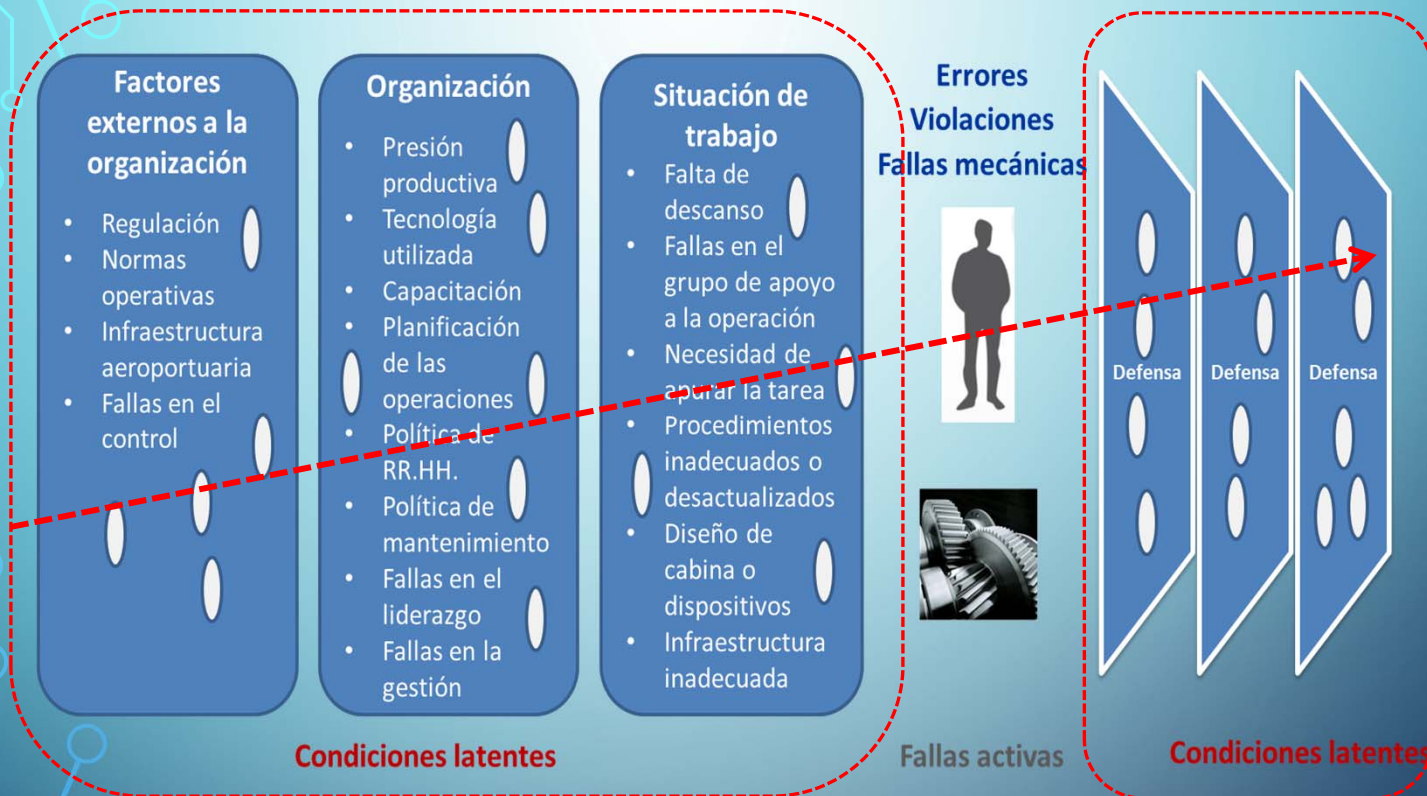 Factores
externos a la
organización
• Regulación
• Normas
operativas
• Infraestructura
aeroportuaria
• Fallas en el
control
Organización
• Presión
productiva
• Tecnología
utilizada
• Capacitación
• Planificación
de las
operaciones
• Política de
RR.HH.
• Política de
mantenimiento
• Fallas en el
liderazgo
• Fallas en la
gestión
Situación de
trabajo
• Falta de
descanso
• Fallas en el
grupo de apoyo
a la operación
• Necesidad de
apurar la tarea
• Procedimientos
inadecuados o
desactualizados
• Diseño de
cabina o
dispositivos
• Infraestructura
inadecuada
Errores
Violaciones
Fallas mecánicas
Defensa
Defensa
Defensa
Condiciones latentes
Fallas activas
Condiciones latentes